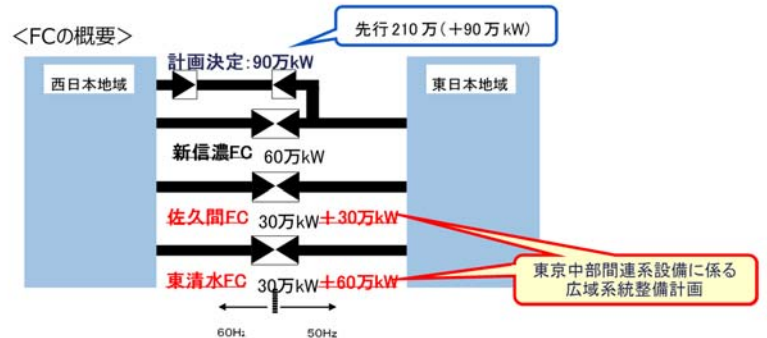 <FCの概要>
先行210万(+90万kW)
計画決定:90万kW
西日本地域
東日本地域
新信濃FC 60万kW
佐久間FC 30万kW+30万kW
東清水FC 30万kW+60万kW
東京中部間連系設備に係る
広域系統整備計画
60Hz 50Hz